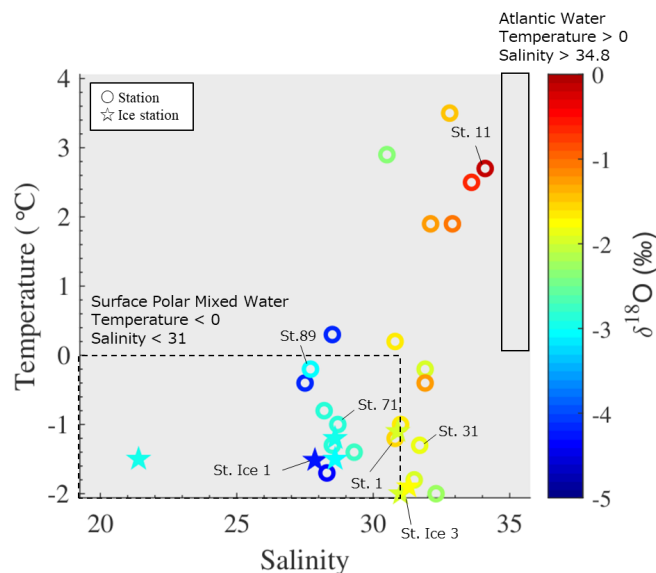 Atlantic Water
Temperature > 0
Salinity > 34.8
4
3
2
1
0
-1
-2
Temperature ( ℃)
Station
Ice station
St. 11
Surface Polar Mixed Water
Temperature < 0
Salinity < 31
St.89
St. 71
St. 31
St. Ice 1
St. 1
St. Ice 3
20
25
30
35
Salinity
0
-1
-2
-3
-4
-5
δ¹⁸O (‰)